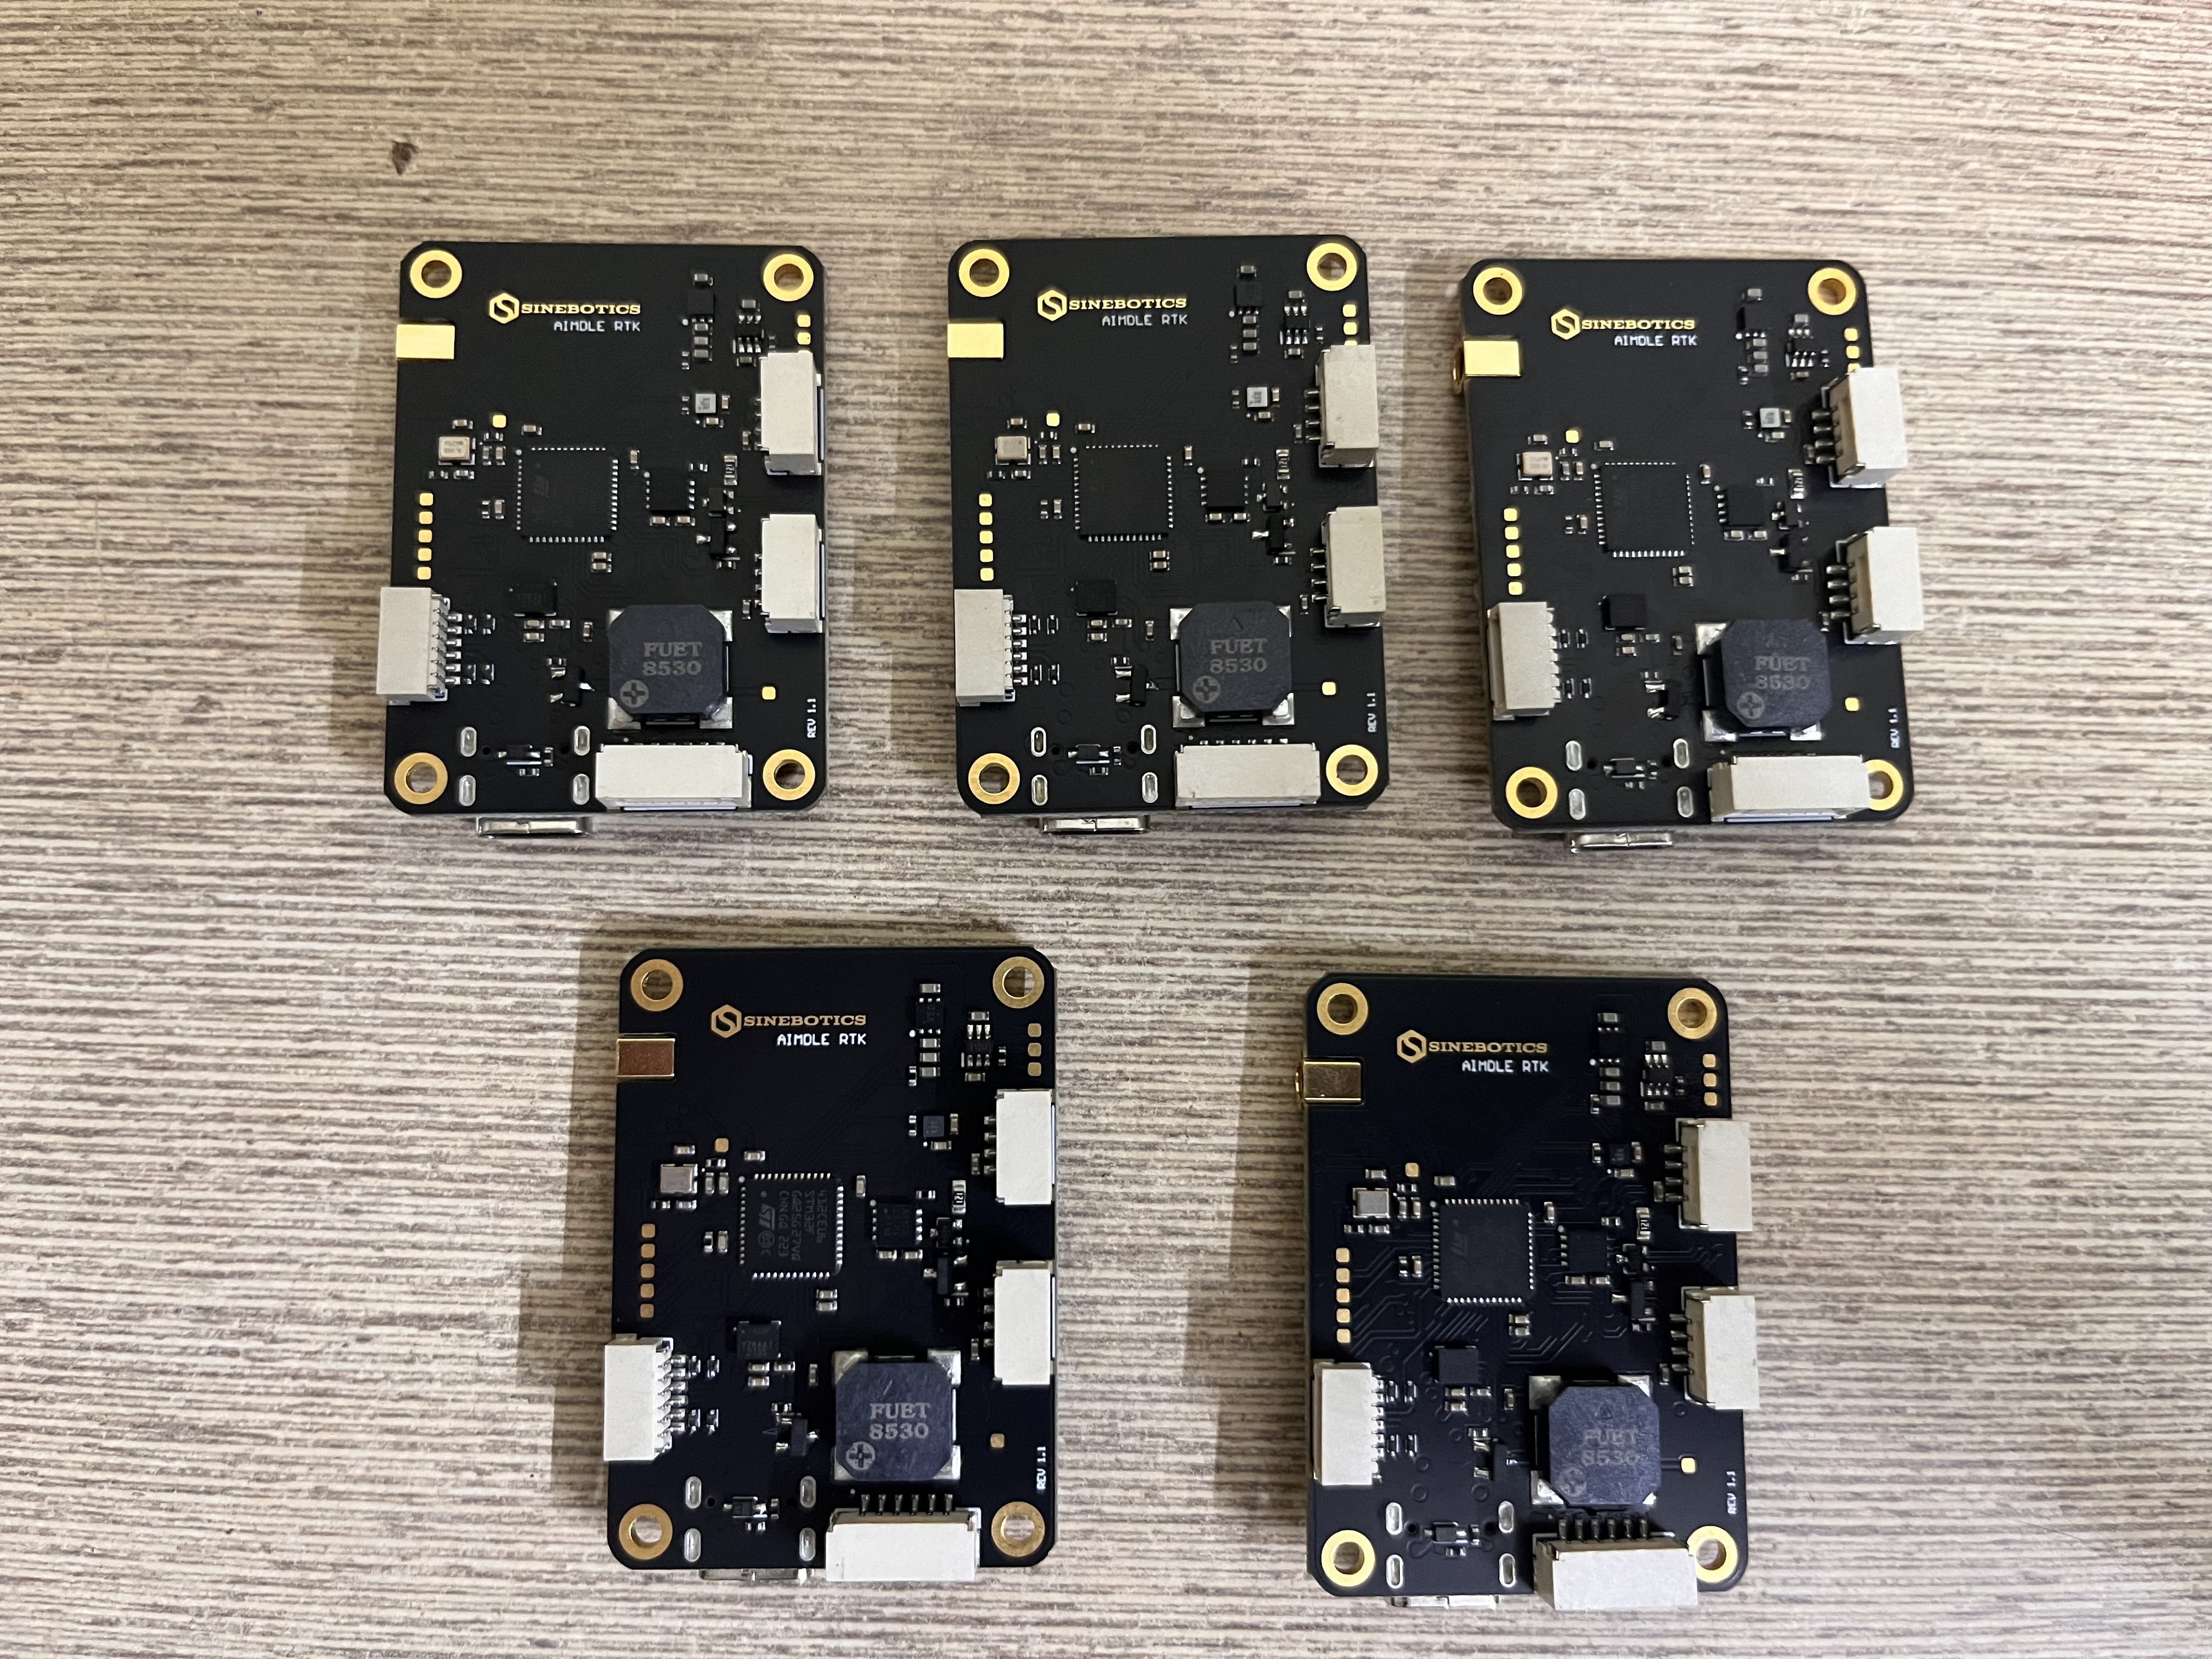 SINEBOTICS
AIMDLE RTK
FUET
8530
REV 1.1
SINEBOTICS
AIMDLE RTK
FUET
8530
REV 1.1
SINEBOTICS
AIMDLE RTK
FUET
8530
REV 1.1
SINEBOTICS
AIMDLE RTK
FUET
8530
REV 1.1
SINEBOTICS
AIMDLE RTK
FUET
8530
REV 1.1